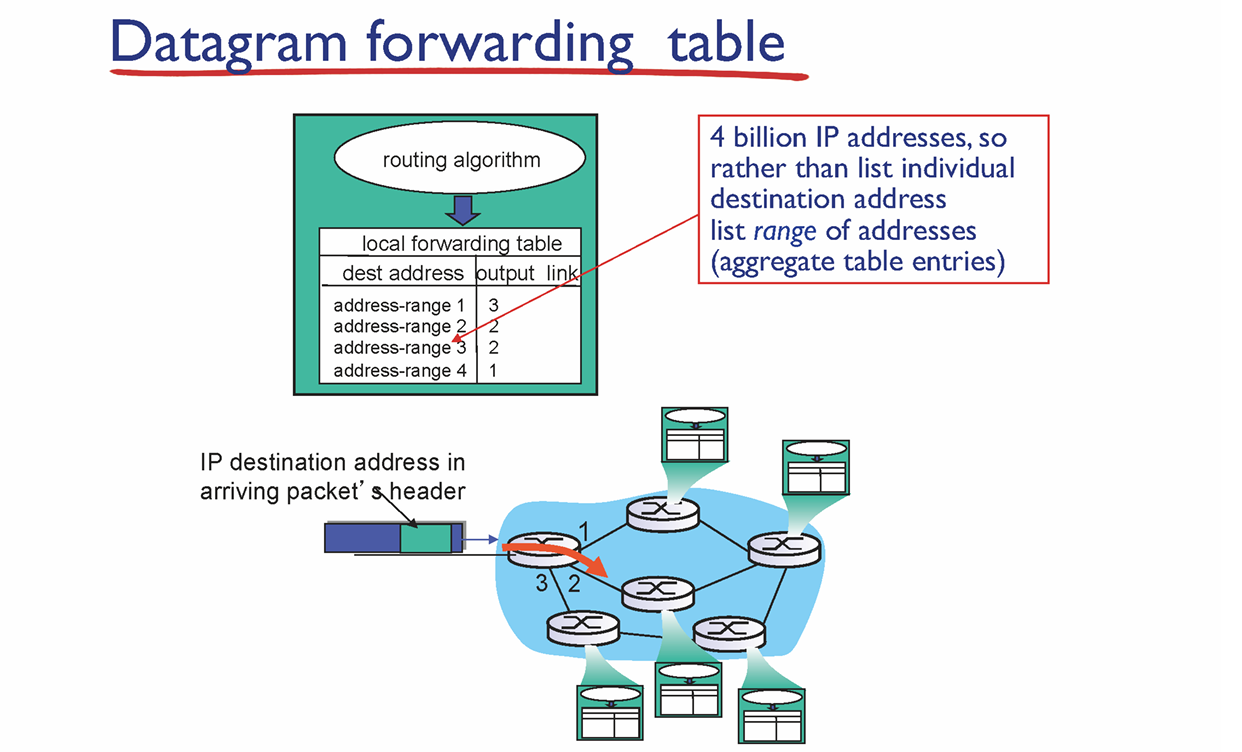 Datagram forwarding table
routing algorithm
local forwarding table
dest address output link
address-range 1 3
address-range 2 2
address-range 3 2
address-range 4 1
4 billion IP addresses, so
rather than list individual
destination address
list range of addresses
(aggregate table entries)
IP destination address in
arriving packet’s header
1
3 2